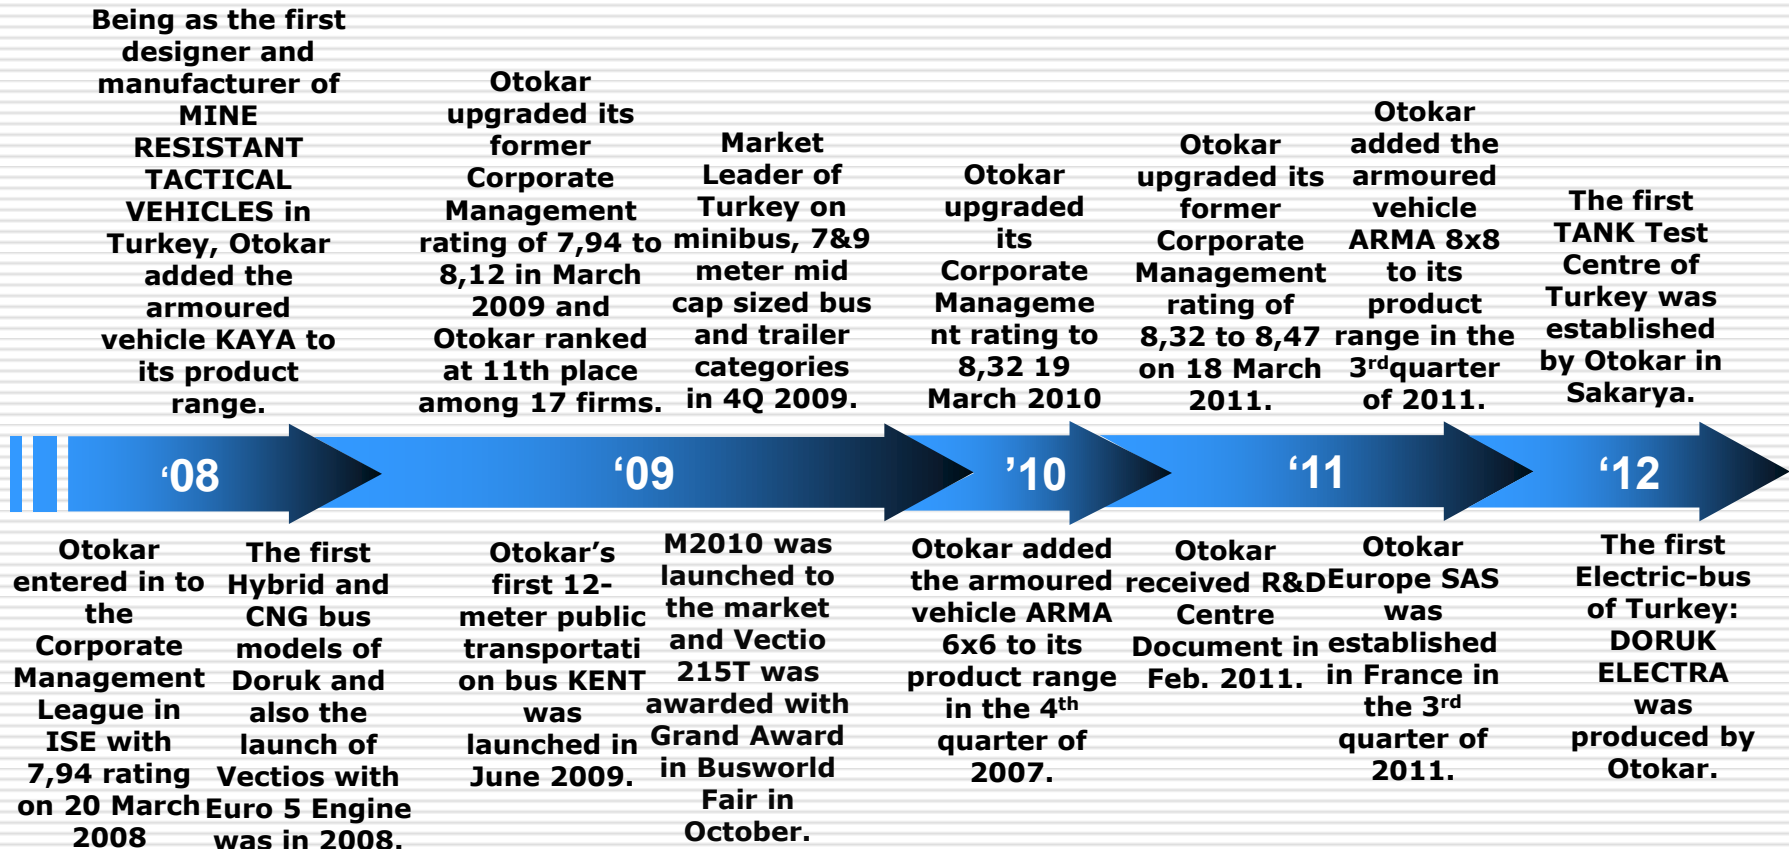 Being as the first
designer and
manufacturer of
MINE
RESISTANT
TACTICAL
VEHICLES in
Turkey, Otokar
added the
armoured
vehicle KAYA to
its product
range.
Otokar
upgraded its
former
Corporate
Management
rating of 7,94 to
8,12 in March
2009 and
Otokar ranked
at 11th place
among 17 firms.
Market
Leader of
Turkey on
minibus, 7&9
meter mid
cap sized bus
and trailer
categories
in 4Q 2009.
Otokar
upgraded
its
Corporate
Manageme
nt rating to
8,32 19
March 2010
Otokar
upgraded its
former
Corporate
Management
rating of
8,32 to 8,47
on 18 March
2011.
Otokar
added the
armoured
vehicle
ARMA 8x8
to its
product
range in the
3rdquarter
of 2011.
The first
TANK Test
Centre of
Turkey was
established
by Otokar in
Sakarya.
‘08
‘09
’10
‘11
‘12
Otokar
entered in to
the
Corporate
Management
League in
ISE with
7,94 rating
on 20 March
2008
The first
Hybrid and
CNG bus
models of
Doruk and
also the
launch of
Vectios with
Euro 5 Engine
was in 2008.
Otokar’s
first 12-
meter public
transportati
on bus KENT
was
launched in
June 2009.
M2010 was
launched to
the market
and Vectio
215T was
awarded with
Grand Award
in Busworld
Fair in
October.
Otokar added
the armoured
vehicle ARMA
6x6 to its
product range
in the 4th
quarter of
2007.
Otokar
received R&D
Centre
Document in
Feb. 2011.
Otokar
Europe SAS
was
established
in France in
the 3rd
quarter of
2011.
The first
Electric-bus
of Turkey:
DORUK
ELECTRA
was
produced by
Otokar.